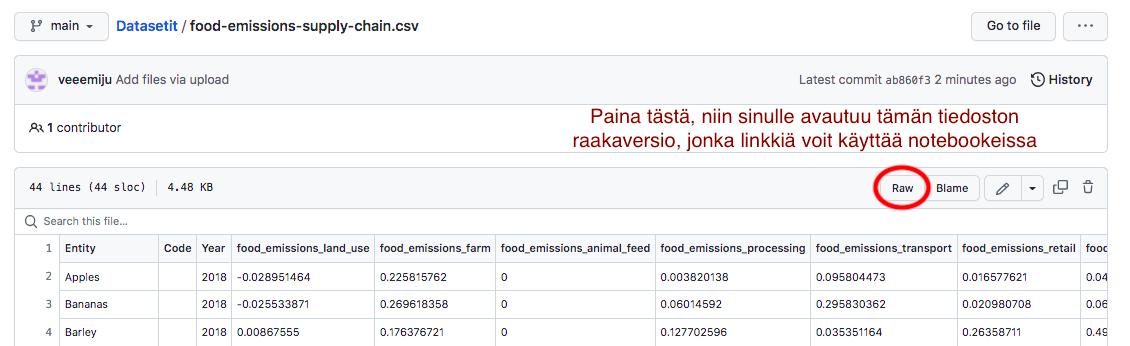 main Datasetit / food-emissions-supply-chain.csv Go to file ...
veeemiju Add files via upload Latest commit ab860f3 2 minutes ago History
1 contributor
Paina tästä, niin sinulle avautuu tämän tiedoston
raakaversio, jonka linkkiä voit käyttää notebookeissa
44 lines (44 sloc) 4.48 KB Raw Blame
Search this file...
1 Entity Code Year food_emissions_land_use food_emissions_farm food_emissions_animal_feed food_emissions_processing food_emissions_transport food_emissions_retail food
2 Apples 2018 -0.028951464 0.225815762 0 0.003820138 0.095804473 0.016577621 0.04
3 Bananas 2018 -0.025533871 0.269618358 0 0.06014592 0.295830362 0.020980708 0.06
4 Barley 2018 0.00867555 0.176376721 0 0.127702596 0.035351164 0.26358711 0.49